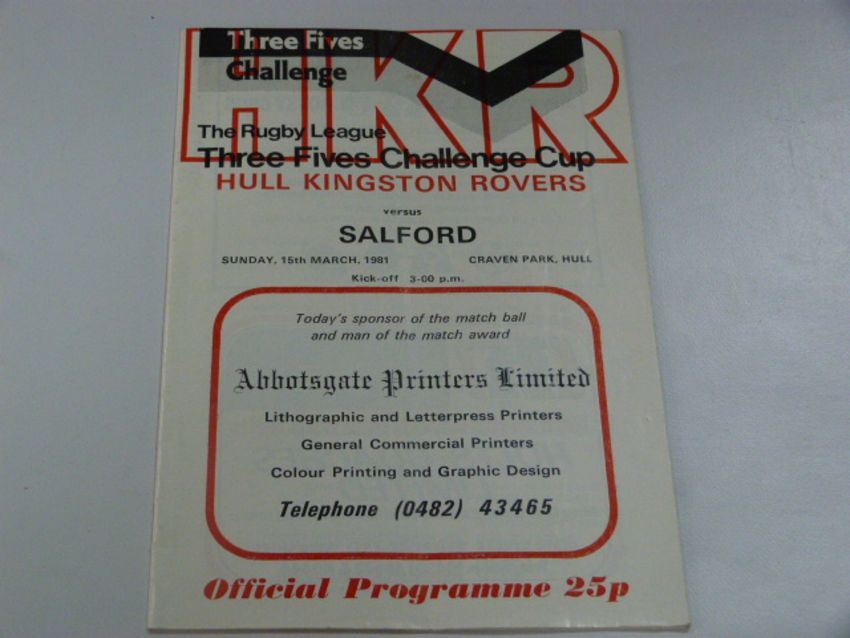 HKR
Three Fives
Challenge
The Rugby League
Three Fives Challenge Cup
HULL KINGSTON ROVERS
versus
SALFORD
SUNDAY, 15th MARCH, 1981 CRAVEN PARK, HULL
Kick-off 3-00 p.m.
Today's sponsor of the match ball
and man of the match award
Abbotsgate Printers Limited
Lithographic and Letterpress Printers
General Commercial Printers
Colour Printing and Graphic Design
Telephone (0482) 43465
Official Programme 25p